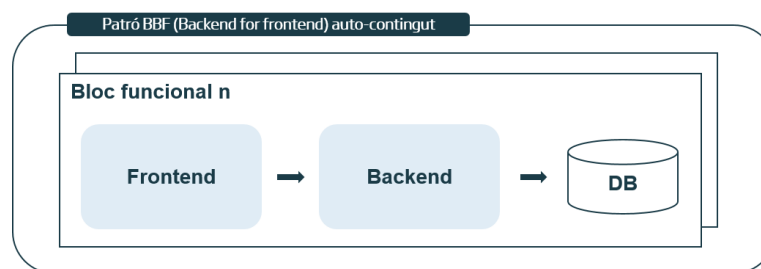 Patró BBF (Backend for frontend) auto-contingut
Bloc funcional n
Frontend
Backend
DB